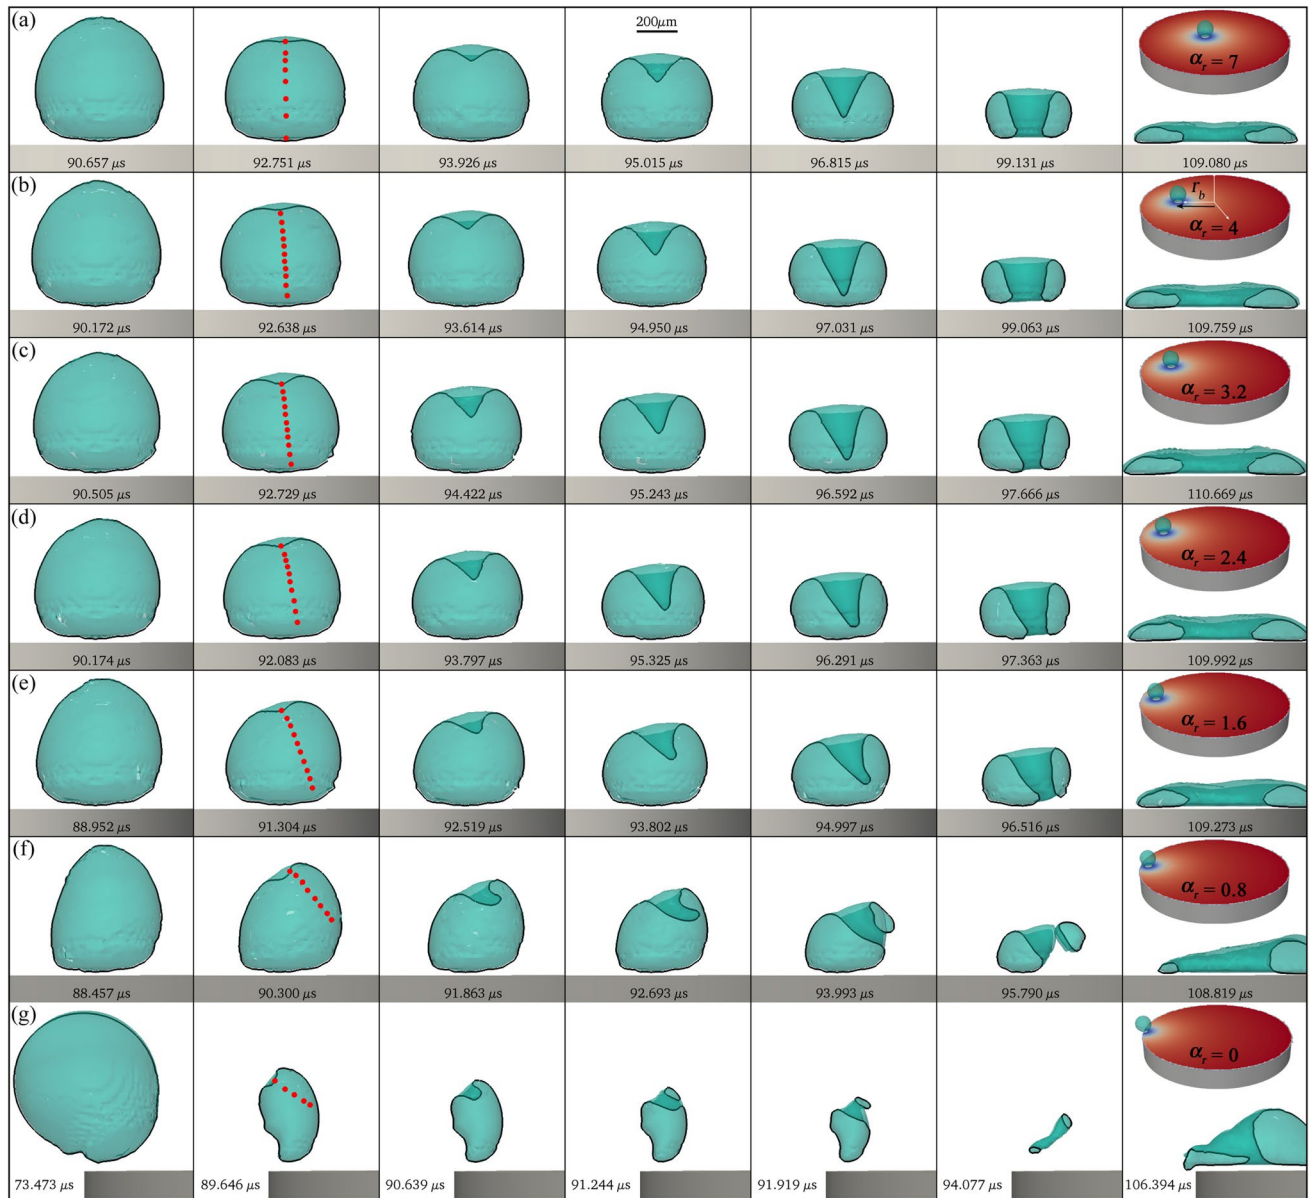 (a)
200μm
α_r = 7
90.657 μs 92.751 μs 93.926 μs 95.015 μs 96.815 μs 99.131 μs 109.080 μs
(b)
r_b
α_r = 4
90.172 μs 92.638 μs 93.614 μs 94.950 μs 97.031 μs 99.063 μs 109.759 μs
(c)
α_r = 3.2
90.505 μs 92.729 μs 94.422 μs 95.243 μs 96.592 μs 97.666 μs 110.669 μs
(d)
α_r = 2.4
90.174 μs 92.083 μs 93.797 μs 95.325 μs 96.291 μs 97.363 μs 109.992 μs
(e)
α_r = 1.6
88.952 μs 91.304 μs 92.519 μs 93.802 μs 94.997 μs 96.516 μs 109.273 μs
(f)
α_r = 0.8
88.457 μs 90.300 μs 91.863 μs 92.693 μs 93.993 μs 95.790 μs 108.819 μs
(g)
α_r = 0
73.473 μs 89.646 μs 90.639 μs 91.244 μs 91.919 μs 94.077 μs 106.394 μs